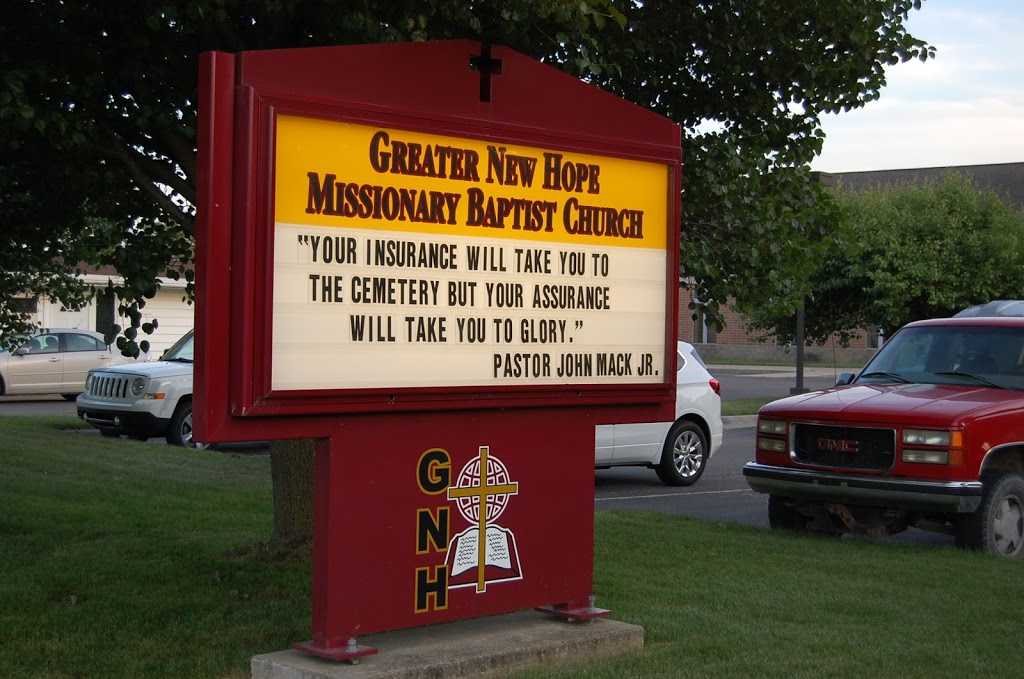 Greater New Hope
Missionary Baptist Church
"YOUR INSURANCE WILL TAKE YOU TO
THE CEMETERY BUT YOUR ASSURANCE
WILL TAKE YOU TO GLORY."
PASTOR JOHN MACK JR.
G
N
H
GMC